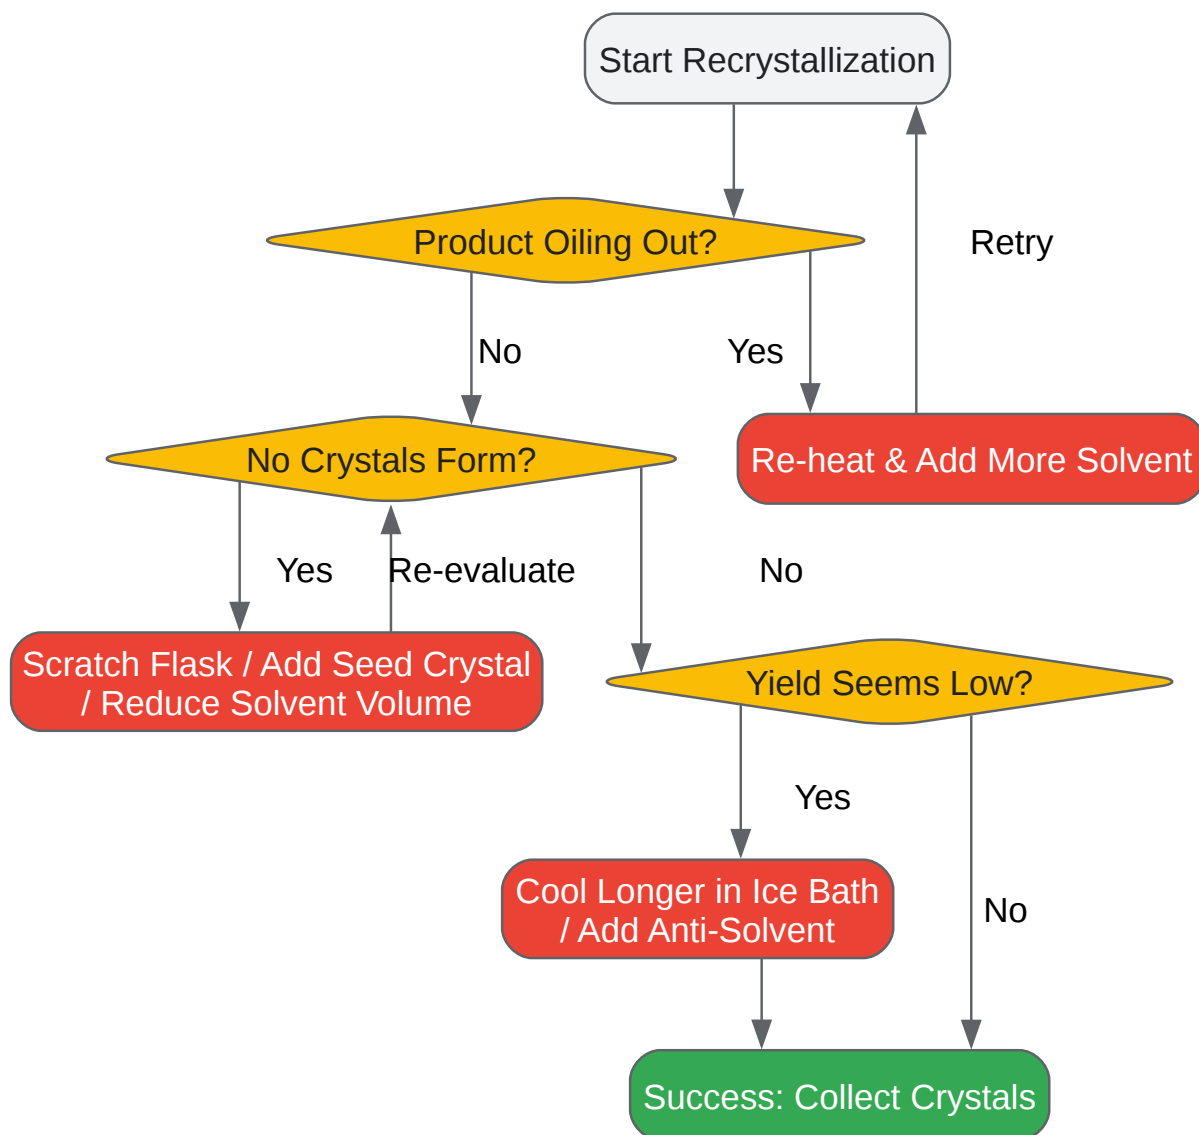 Start Recrystallization
Product Oiling Out?
Retry
No
Yes
No Crystals Form?
Re-heat & Add More Solvent
Yes
Re-evaluate
No
Scratch Flask / Add Seed Crystal
/ Reduce Solvent Volume
Yield Seems Low?
Yes
Cool Longer in Ice Bath
/ Add Anti-Solvent
No
Success: Collect Crystals